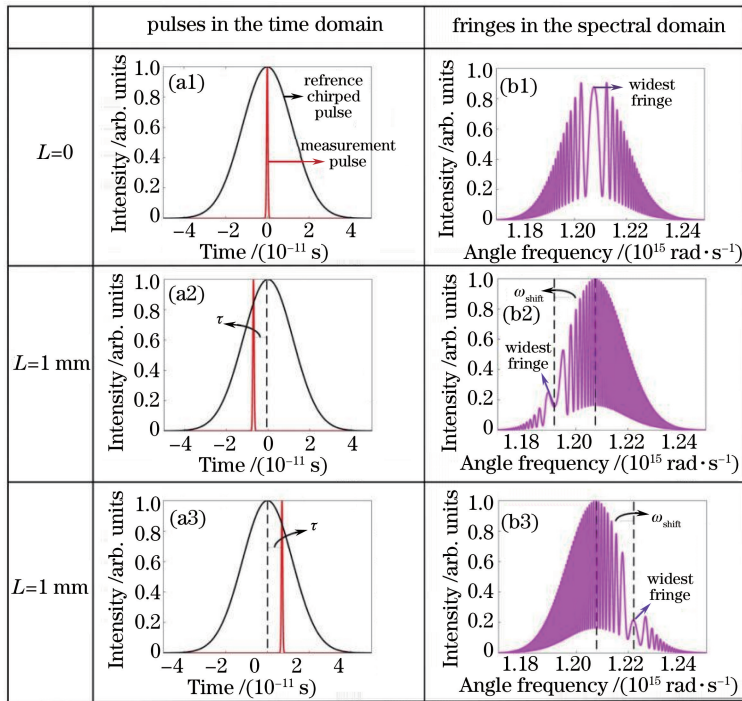 pulses in the time domain
fringes in the spectral domain
L=0
(a1)
refrence
chirped
pulse
measurement
pulse
Intensity /arb. units
1.0
0.8
0.6
0.4
0.2
0
−4 −2 0 2 4
Time /(10⁻¹¹ s)
(b1)
widest
fringe
Intensity /arb. units
1.0
0.8
0.6
0.4
0.2
0
1.18 1.20 1.22 1.24
Angle frequency /(10¹⁵ rad·s⁻¹)
L=1 mm
(a2)
τ
Intensity /arb. units
1.0
0.8
0.6
0.4
0.2
0
−4 −2 0 2 4
Time /(10⁻¹¹ s)
(b2)
ω shift
widest
fringe
Intensity /arb. units
1.0
0.8
0.6
0.4
0.2
0
1.18 1.20 1.22 1.24
Angle frequency /(10¹⁵ rad·s⁻¹)
L=1 mm
(a3)
τ
Intensity /arb. units
1.0
0.8
0.6
0.4
0.2
0
−4 −2 0 2 4
Time /(10⁻¹¹ s)
(b3)
ω shift
widest
fringe
Intensity /arb. units
1.0
0.8
0.6
0.4
0.2
0
1.18 1.20 1.22 1.24
Angle frequency /(10¹⁵ rad·s⁻¹)